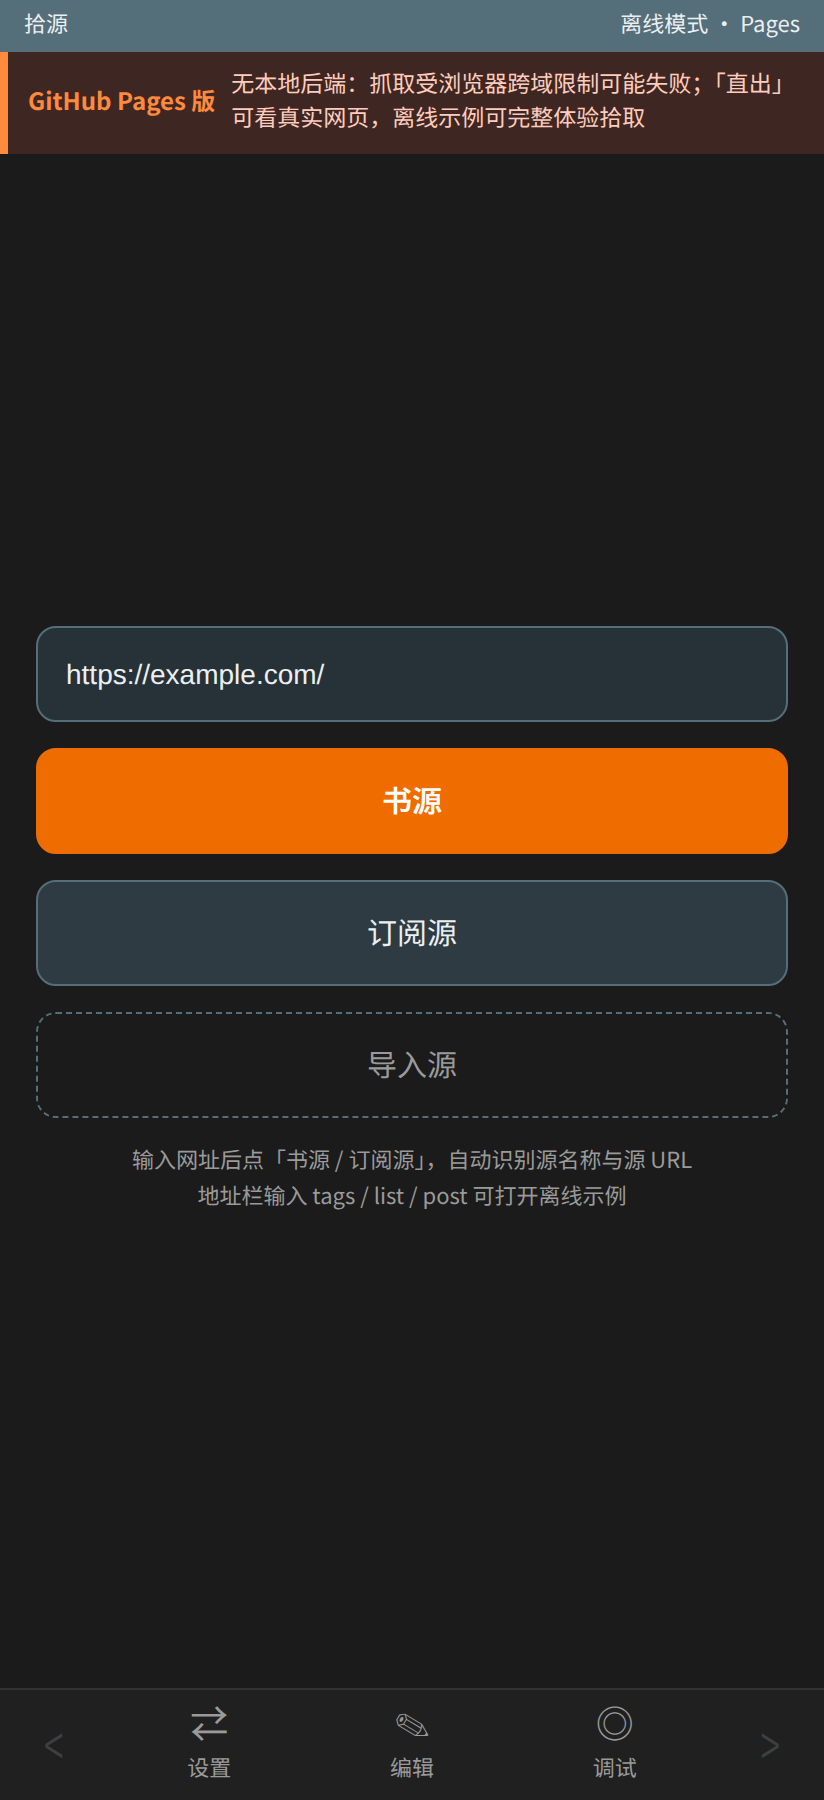 拾源
离线模式 · Pages
GitHub Pages 版
无本地后端：抓取受浏览器跨域限制可能失败；「直出」
可看真实网页，离线示例可完整体验拾取
https://example.com/
书源
订阅源
导入源
输入网址后点「书源 / 订阅源」，自动识别源名称与源 URL
地址栏输入 tags / list / post 可打开离线示例
设置
编辑
调试